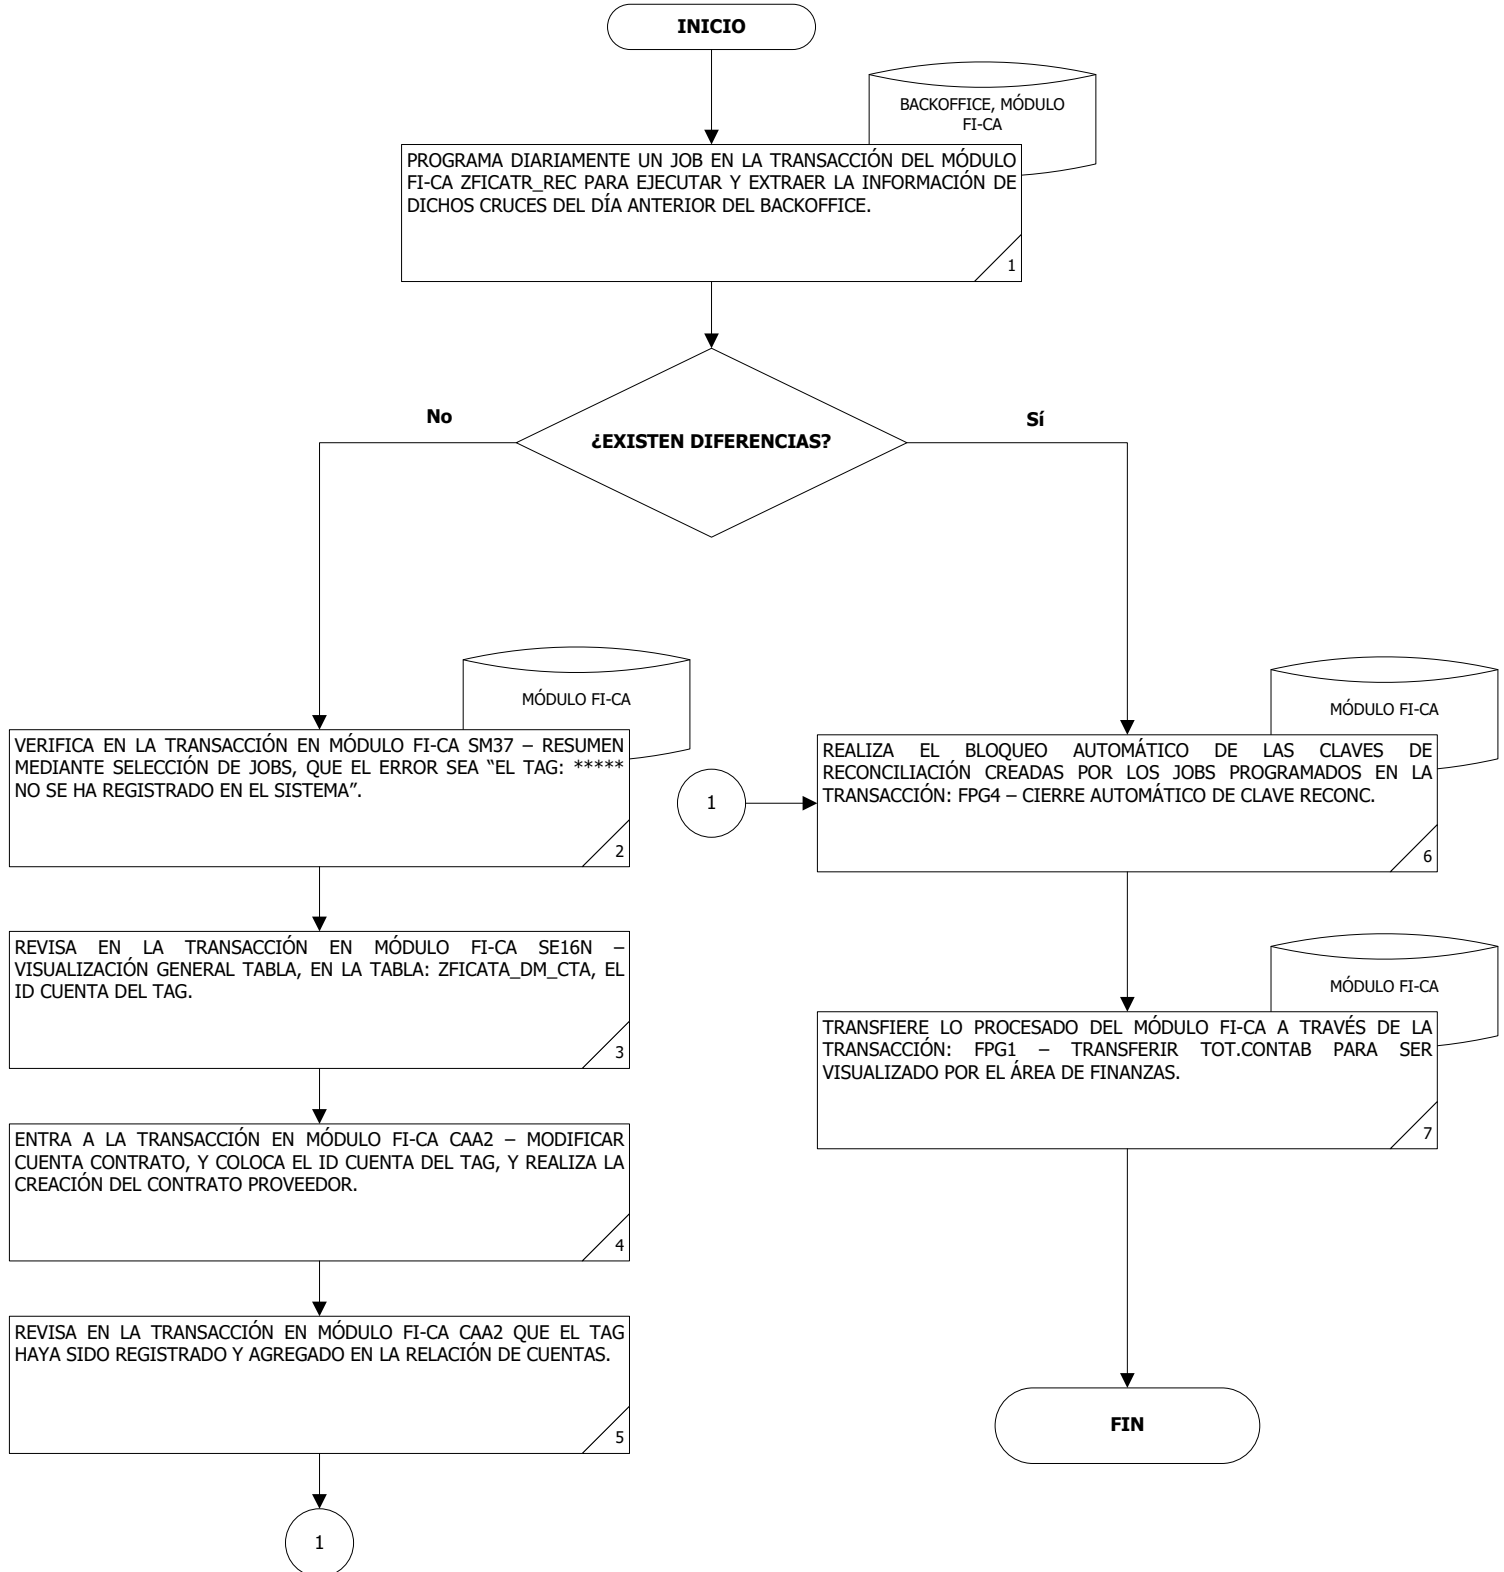 INICIO
BACKOFFICE, MÓDULO
FI-CA
PROGRAMA DIARIAMENTE UN JOB EN LA TRANSACCIÓN DEL MÓDULO
FI-CA ZFICATR_REC PARA EJECUTAR Y EXTRAER LA INFORMACIÓN DE
DICHOS CRUCES DEL DÍA ANTERIOR DEL BACKOFFICE.
1
¿EXISTEN DIFERENCIAS?
No
Sí
MÓDULO FI-CA
VERIFICA EN LA TRANSACCIÓN EN MÓDULO FI-CA SM37 – RESUMEN
MEDIANTE SELECCIÓN DE JOBS, QUE EL ERROR SEA “EL TAG: *****
NO SE HA REGISTRADO EN EL SISTEMA”.
2
REVISA EN LA TRANSACCIÓN EN MÓDULO FI-CA SE16N –
VISUALIZACIÓN GENERAL TABLA, EN LA TABLA: ZFICATA_DM_CTA, EL
ID CUENTA DEL TAG.
3
ENTRA A LA TRANSACCIÓN EN MÓDULO FI-CA CAA2 – MODIFICAR
CUENTA CONTRATO, Y COLOCA EL ID CUENTA DEL TAG, Y REALIZA LA
CREACIÓN DEL CONTRATO PROVEEDOR.
4
REVISA EN LA TRANSACCIÓN EN MÓDULO FI-CA CAA2 QUE EL TAG
HAYA SIDO REGISTRADO Y AGREGADO EN LA RELACIÓN DE CUENTAS.
5
1
1
MÓDULO FI-CA
REALIZA EL BLOQUEO AUTOMÁTICO DE LAS CLAVES DE
RECONCILIACIÓN CREADAS POR LOS JOBS PROGRAMADOS EN LA
TRANSACCIÓN: FPG4 – CIERRE AUTOMÁTICO DE CLAVE RECONC.
6
MÓDULO FI-CA
TRANSFIERE LO PROCESADO DEL MÓDULO FI-CA A TRAVÉS DE LA
TRANSACCIÓN: FPG1 – TRANSFERIR TOT.CONTAB PARA SER
VISUALIZADO POR EL ÁREA DE FINANZAS.
7
FIN